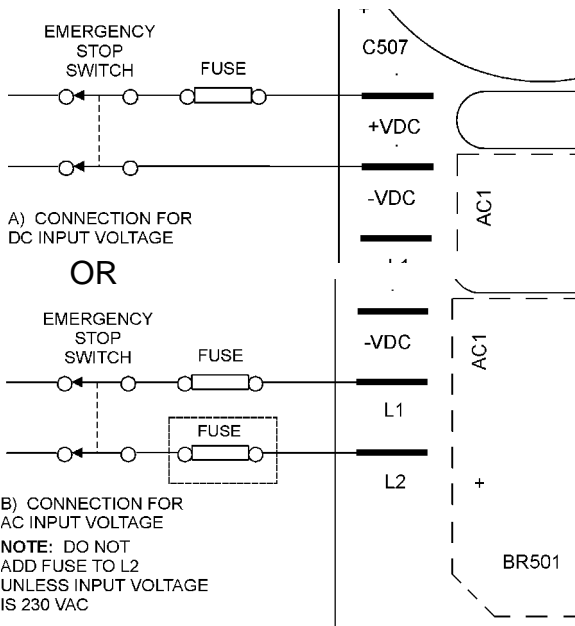 EMERGENCY
STOP
SWITCH
FUSE
C507
+VDC
-VDC
AC1
A) CONNECTION FOR
DC INPUT VOLTAGE
OR
EMERGENCY
STOP
SWITCH
FUSE
-VDC
AC1
L1
FUSE
L2
+
BR501
B) CONNECTION FOR
AC INPUT VOLTAGE
NOTE: DO NOT
ADD FUSE TO L2
UNLESS INPUT VOLTAGE
IS 230 VAC